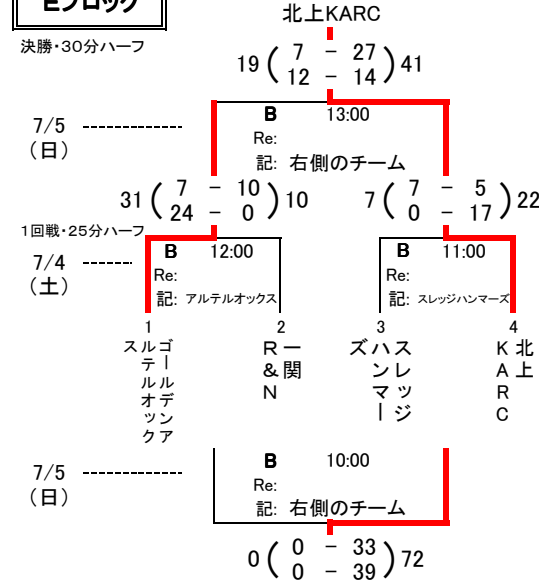 Eブロック
北上KARC
決勝・30分ハーフ
19 ( 7 － 27 ) 41
12 － 14
B 13:00
7/5
(日)
Re:
記: 右側のチーム
31 ( 7 － 10 ) 10
24 － 0
7 ( 7 － 5 ) 22
0 － 17
1回戦・25分ハーフ
B 12:00
B 11:00
7/4
(土)
Re:
Re:
記: アルテルオックス
記: スレッジハンマーズ
1
2
3
4
ゴールデンア
ルテルオック
ス
一関
R&N
スレッジ
ハンマー
ズ
北上
KARC
B 10:00
7/5
(日)
Re:
記: 右側のチーム
0 ( 0 － 33 ) 72
0 － 39